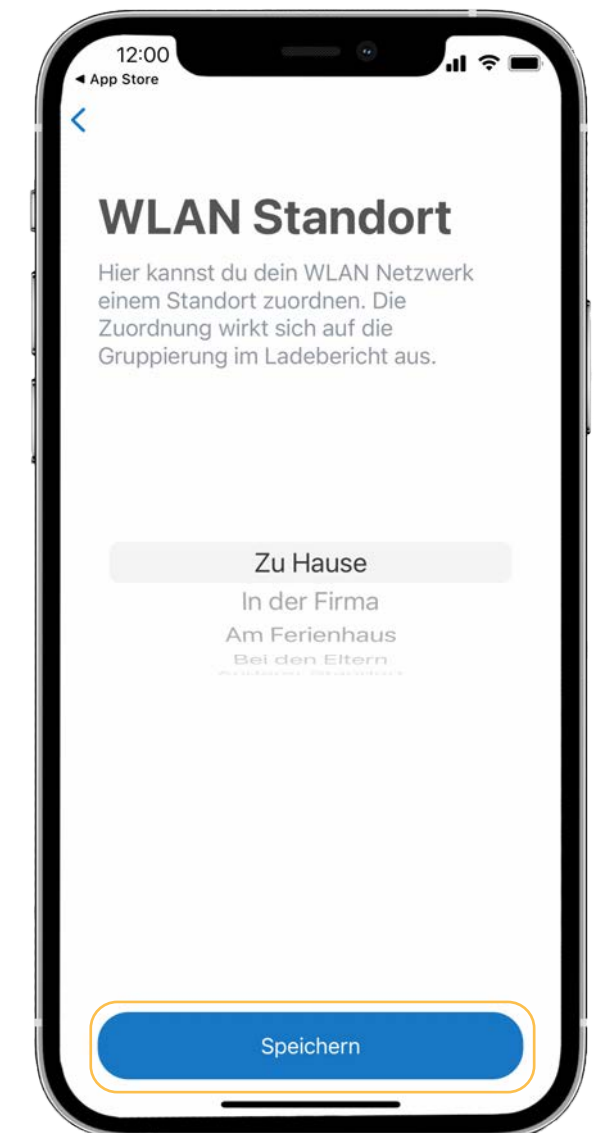 12:00
◀ App Store
WLAN Standort
Hier kannst du dein WLAN Netzwerk
einem Standort zuordnen. Die
Zuordnung wirkt sich auf die
Gruppierung im Ladebericht aus.
Zu Hause
In der Firma
Am Ferienhaus
Bei den Eltern
Speichern